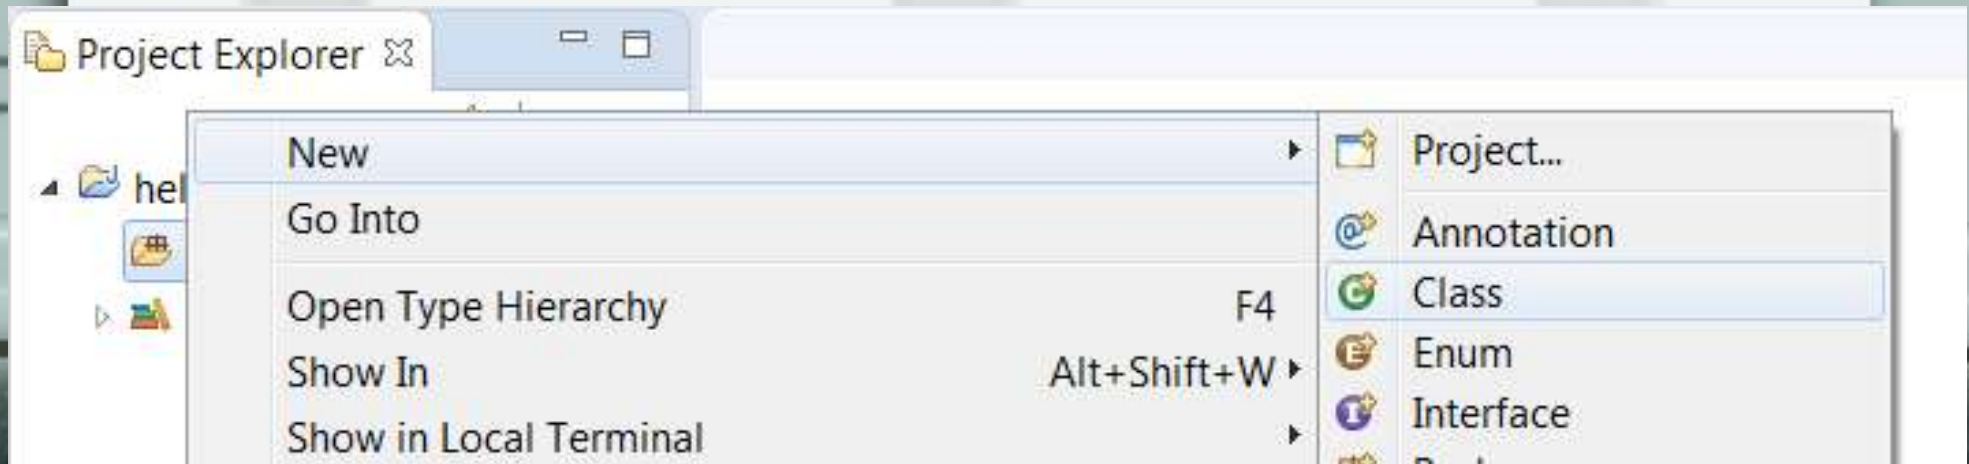 Project Explorer
New
Project...
hel
Go Into
Annotation
Class
Open Type Hierarchy F4
Enum
Show In Alt+Shift+W
Interface
Show in Local Terminal